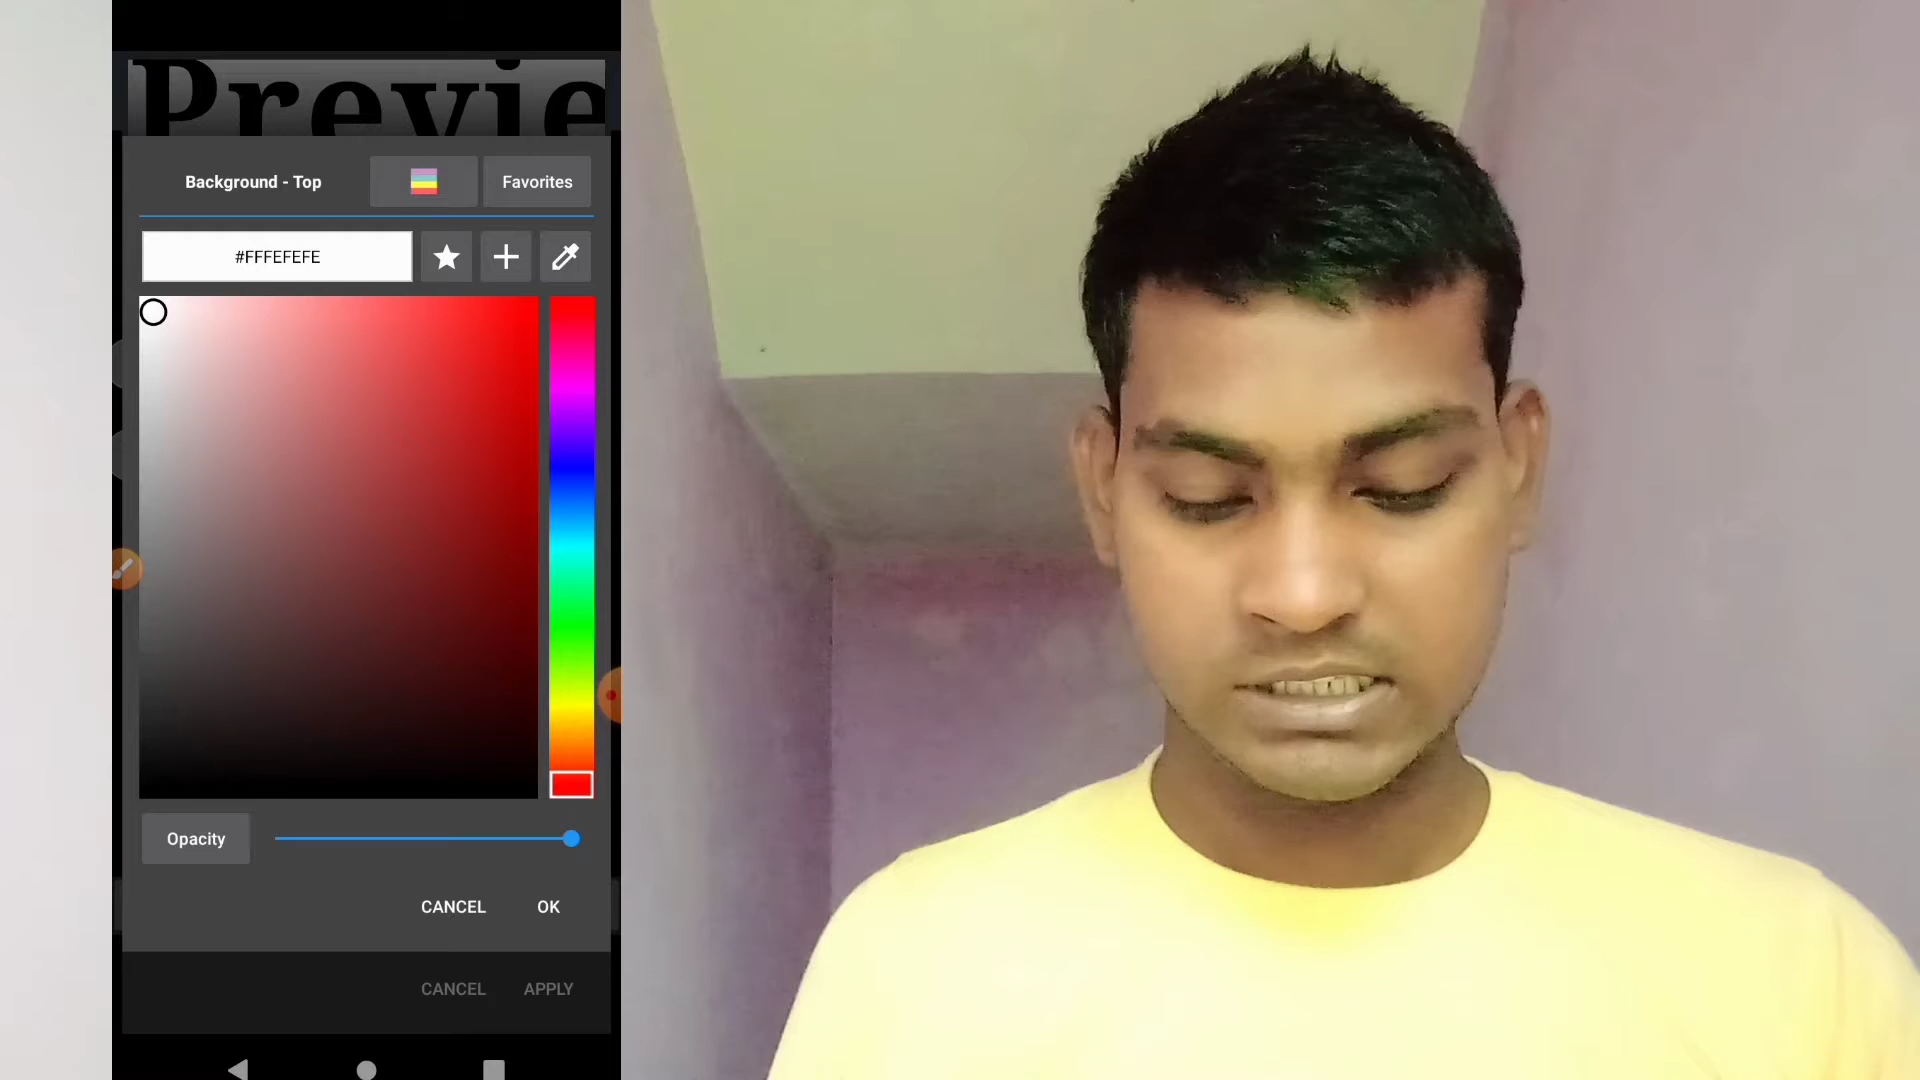 Previe
Background - Top
Favorites
#FFFEFEFE
Opacity
CANCEL OK
CANCEL APPLY